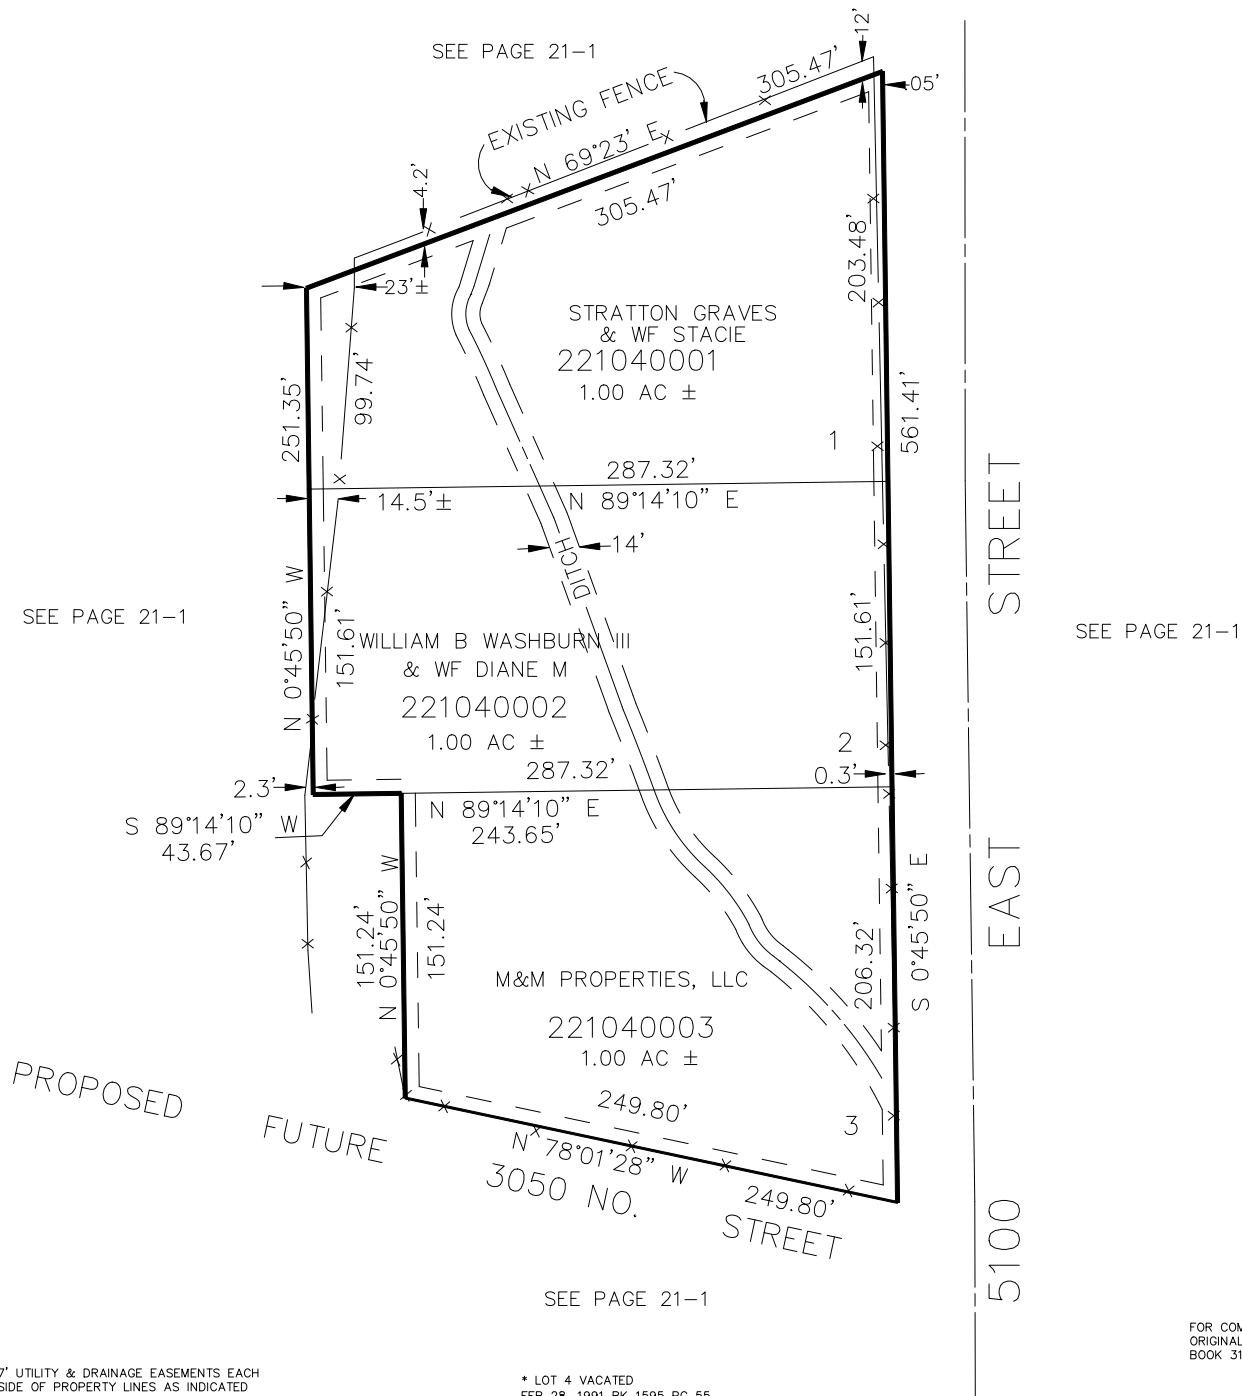 SEE PAGE 21-1
12'
305.47'
05'
EXISTING FENCE
N 69°23' E
305.47'
4.2'
23'±
203.48'
STRATTON GRAVES
& WF STACIE
221040001
1.00 AC ±
99.74'
251.35'
561.41'
1
287.32'
N 89°14'10" E
14.5'±
14'
DITCH
STREET
N 0°45'50" W
SEE PAGE 21-1
151.61'
WILLIAM B WASHBURN III
& WF DIANE M
221040002
1.00 AC ±
151.61'
SEE PAGE 21-1
2
287.32'
0.3'
2.3'
N 89°14'10" E
243.65'
S 89°14'10" W
43.67'
EAST
S 0°45'50" E
151.24'
N 0°45'50" W
151.24'
206.32'
M&M PROPERTIES, LLC
221040003
1.00 AC ±
249.80'
3
PROPOSED FUTURE 3050 NO. STREET
N 78°01'28" W
249.80'
5100
SEE PAGE 21-1
FOR COM
ORIGINAL
BOOK 31
7' UTILITY & DRAINAGE EASEMENTS EACH
SIDE OF PROPERTY LINES AS INDICATED
* LOT 4 VACATED
FEB 28, 1991 BK 1595 PG 55